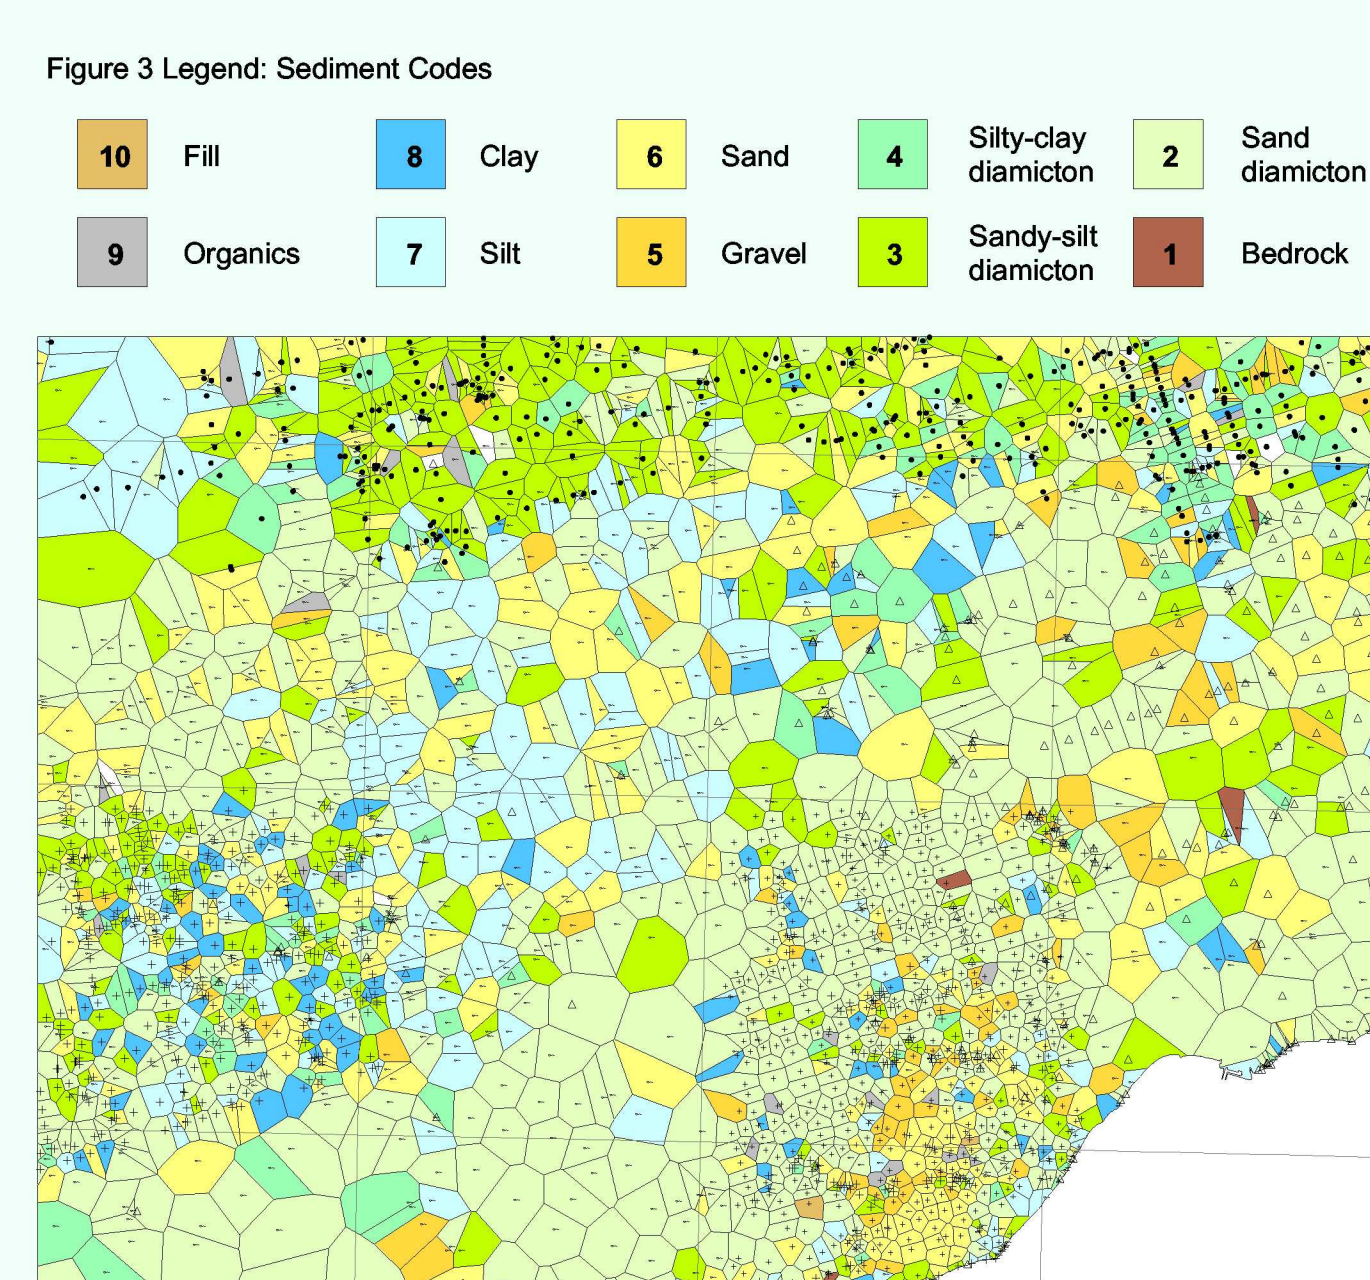 Figure 3 Legend: Sediment Codes
10 Fill
8 Clay
6 Sand
4 Silty-clay
diamicton
2 Sand
diamicton
9 Organics
7 Silt
5 Gravel
3 Sandy-silt
diamicton
1 Bedrock